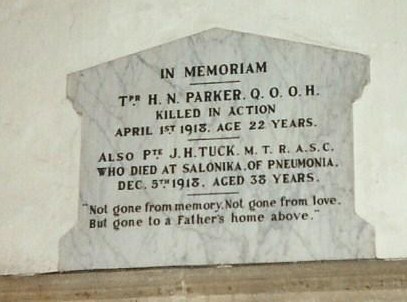 IN MEMORIAM
TPR H. N. PARKER. Q. O. O. H.
KILLED IN ACTION
APRIL 1ST 1918. AGE 22 YEARS.
ALSO PTE J. H. TUCK. M. T. R. A. S. C.
WHO DIED AT SALONIKA. OF PNEUMONIA.
DEC. 5TH 1918. AGED 38 YEARS.
"Not gone from memory. Not gone from love.
But gone to a Father's home above."